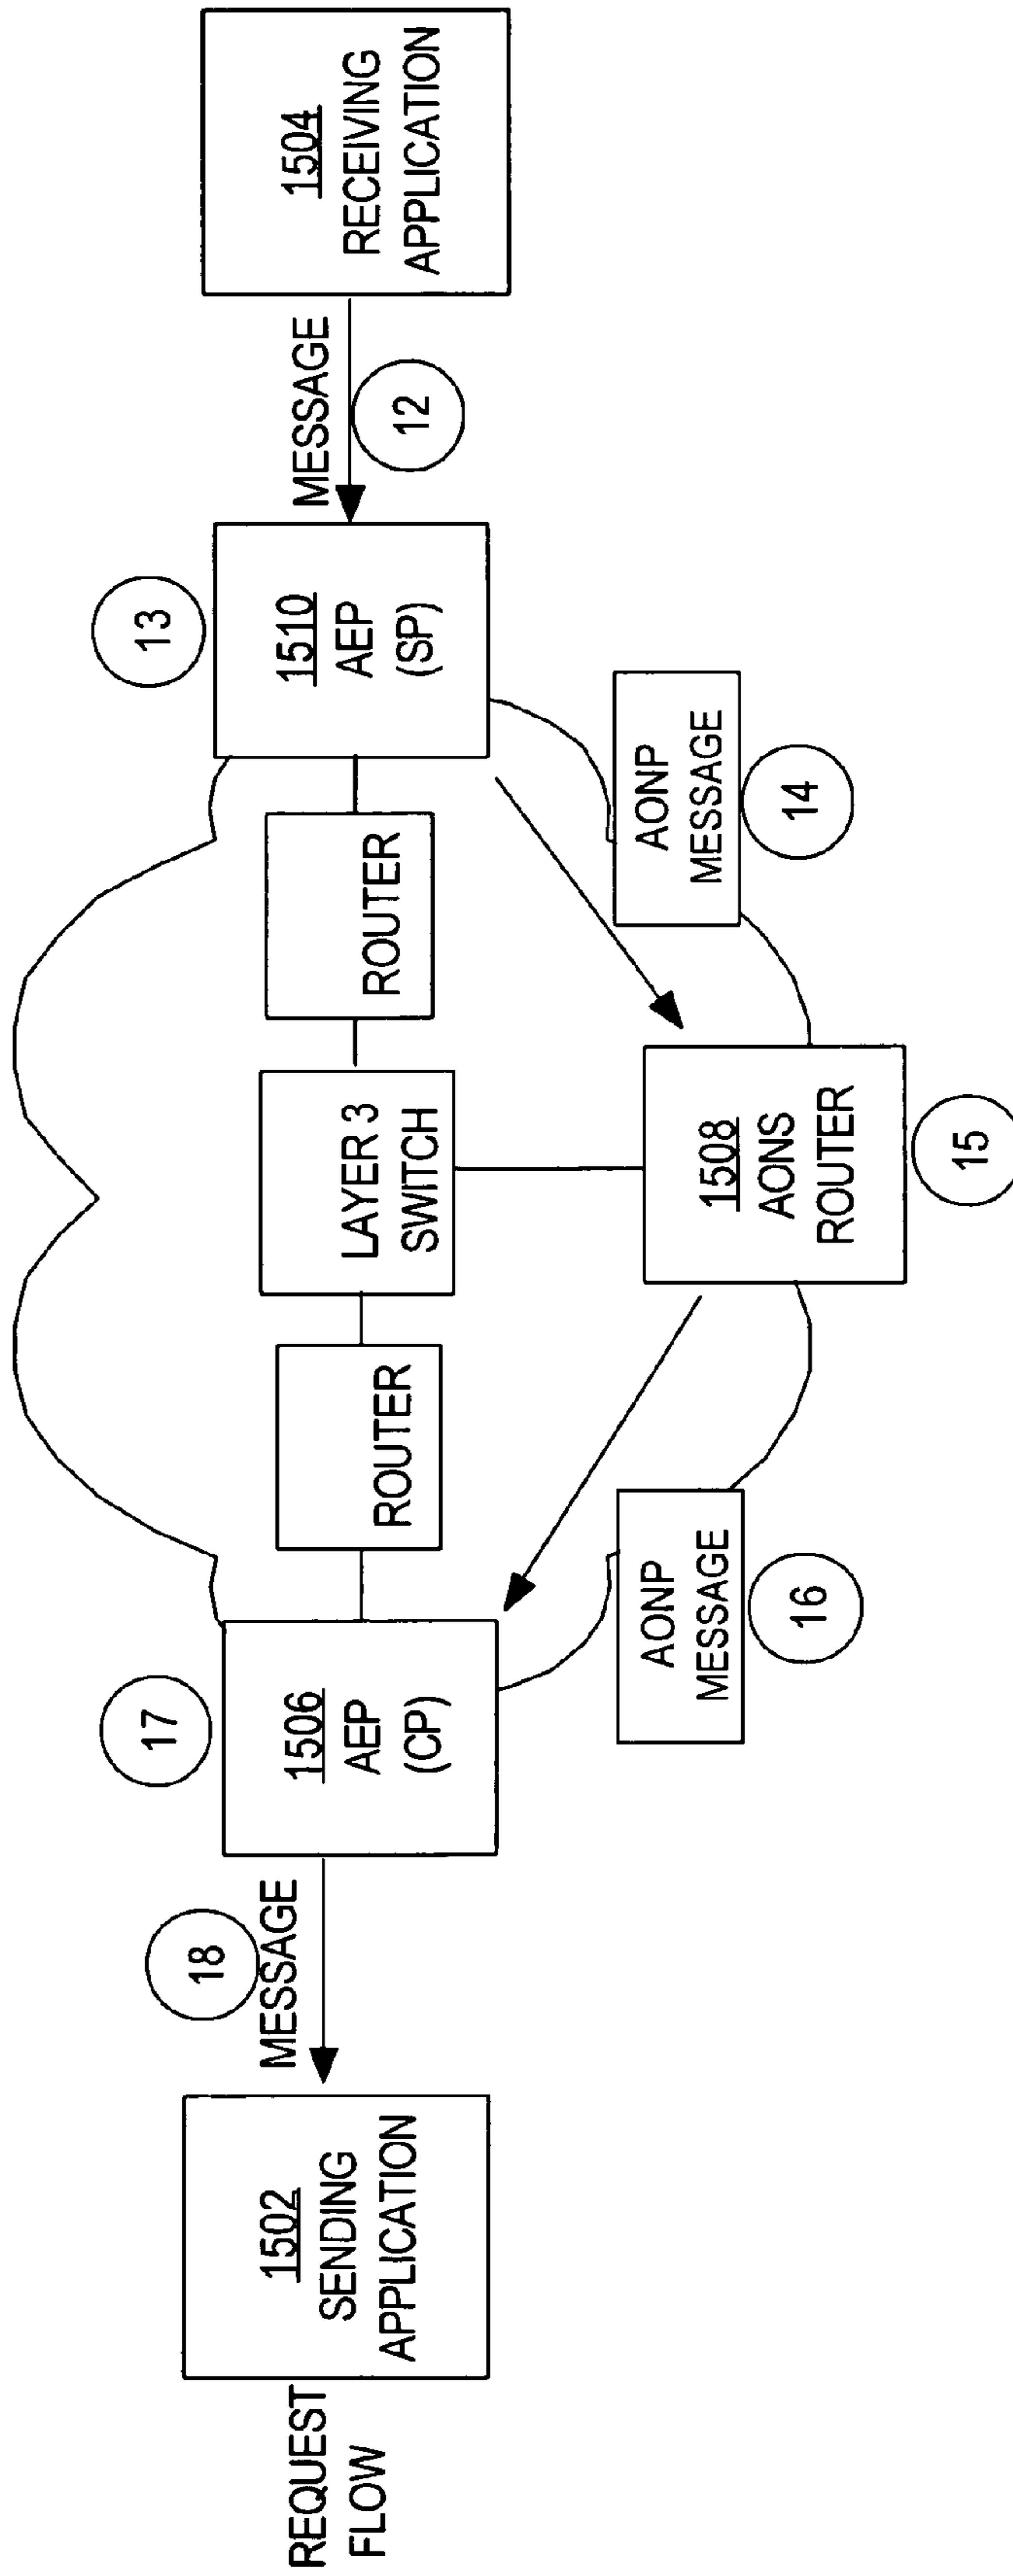 REQUEST
FLOW
1502
SENDING
APPLICATION
18
MESSAGE
17
1506
AEP
(CP)
ROUTER
LAYER 3
SWITCH
ROUTER
13
1510
AEP
(SP)
MESSAGE
12
1504
RECEIVING
APPLICATION
AONP
MESSAGE
16
1508
AONS
ROUTER
15
AONP
MESSAGE
14